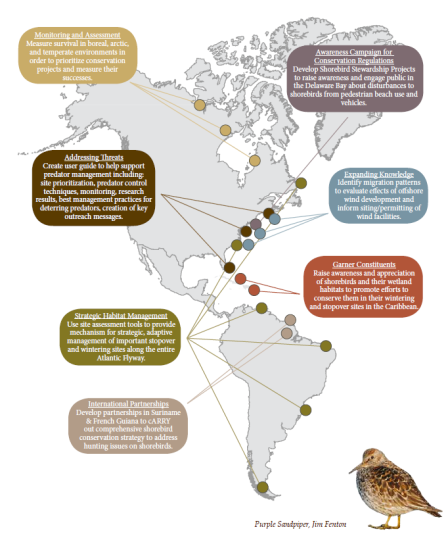 Monitoring and Assessment
Measure survival in boreal, arctic,
and temperate environments in
order to prioritize conservation
projects and measure their
successes.
Awareness Campaign for
Conservation Regulations
Develop Shorebird Stewardship Projects
to raise awareness and engage public in
the Delaware Bay about disturbances to
shorebirds from pedestrian beach use and
vehicles.
Addressing Threats
Create user guide to help support
predator management including:
site prioritization, predator control
techniques, monitoring, research
results, best management practices for
deterring predators, creation of key
outreach messages.
Expanding Knowledge
Identify migration patterns
to evaluate effects of offshore
wind development and
inform siting/permitting of
wind facilities.
Garner Constituents
Raise awareness and appreciation
of shorebirds and their wetland
habitats to promote efforts to
conserve them in their wintering
and stopover sites in the Caribbean.
Strategic Habitat Management
Use site assessment tools to provide
mechanism for strategic, adaptive
management of important stopover
and wintering sites along the entire
Atlantic Flyway.
International Partnerships
Develop partnerships in Suriname
& French Guiana to cARRY
out comprehensive shorebird
conservation strategy to address
hunting issues on shorebirds.
Purple Sandpiper, Jim Fenton